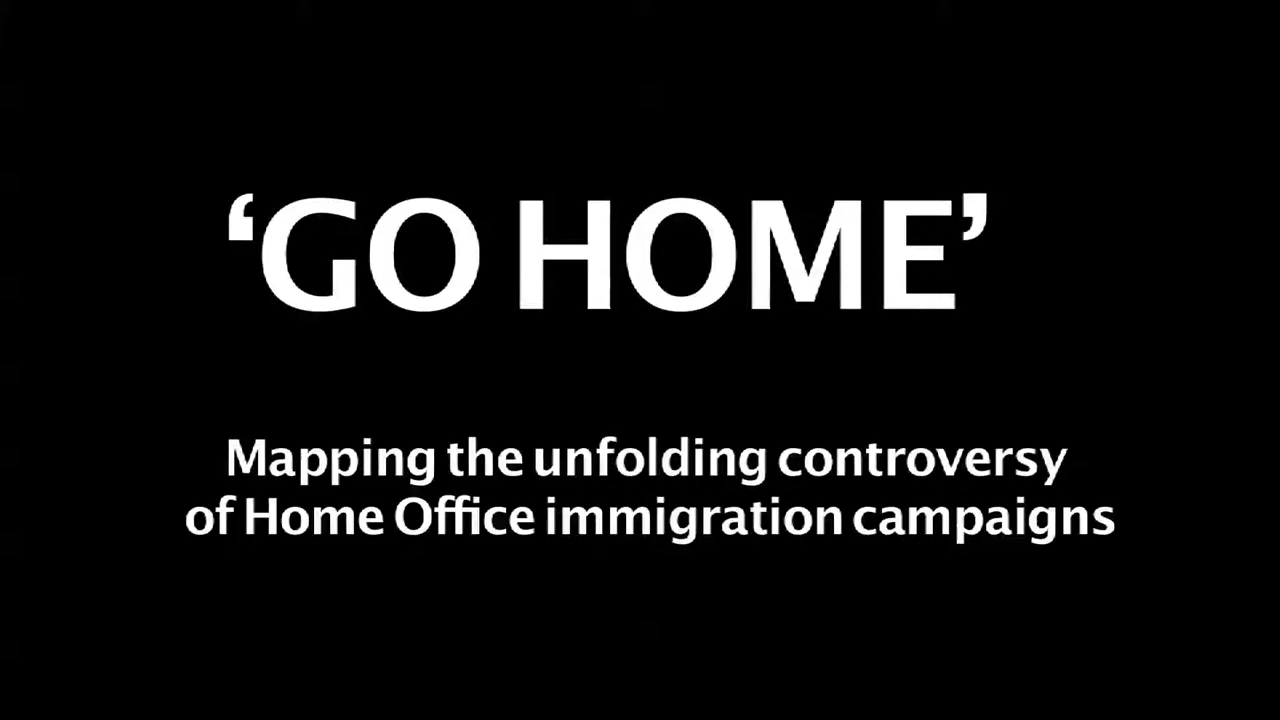 ‘GO HOME’
Mapping the unfolding controversy
of Home Office immigration campaigns